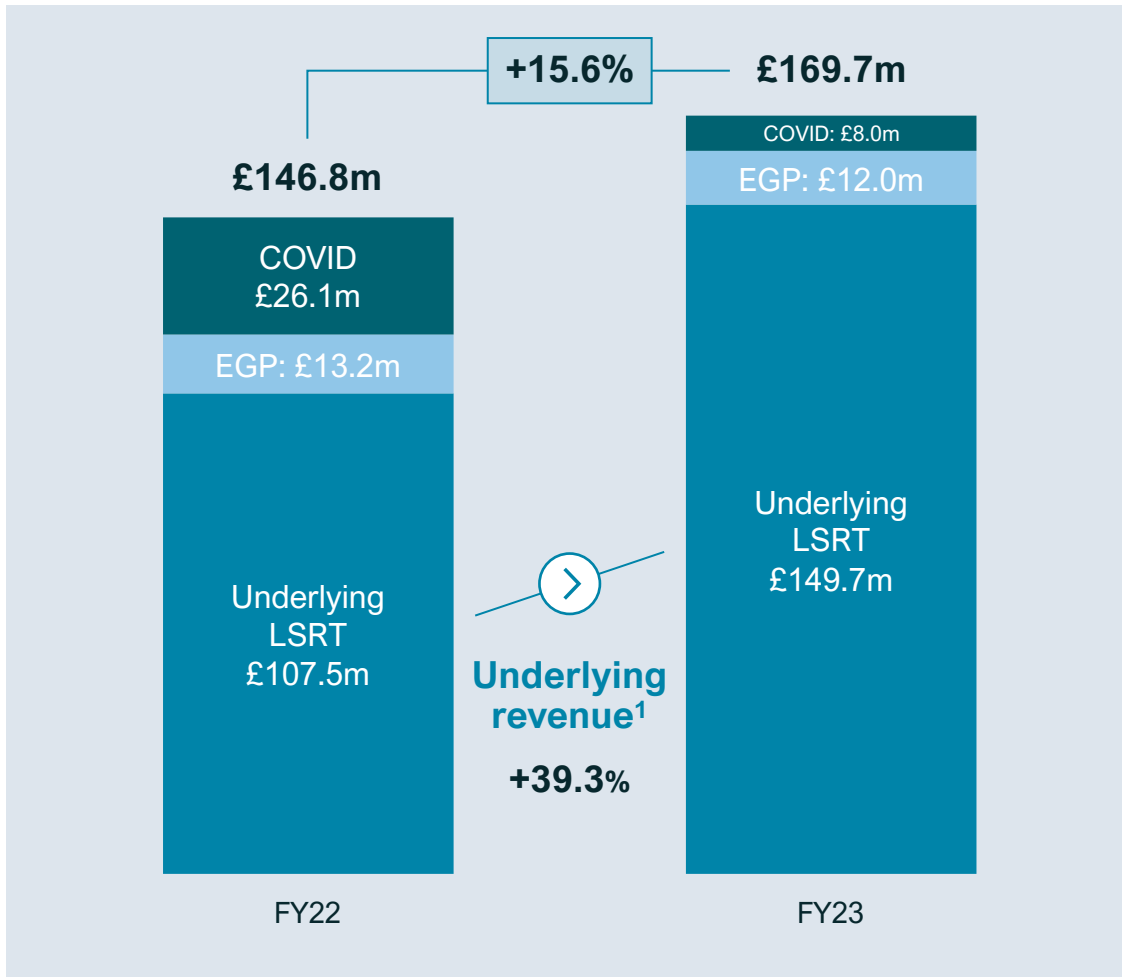 +15.6%
£169.7m
£146.8m
COVID: £8.0m
EGP: £12.0m
COVID
£26.1m
EGP: £13.2m
Underlying
LSRT
£149.7m
Underlying
LSRT
£107.5m
Underlying
revenue¹
+39.3%
FY22
FY23